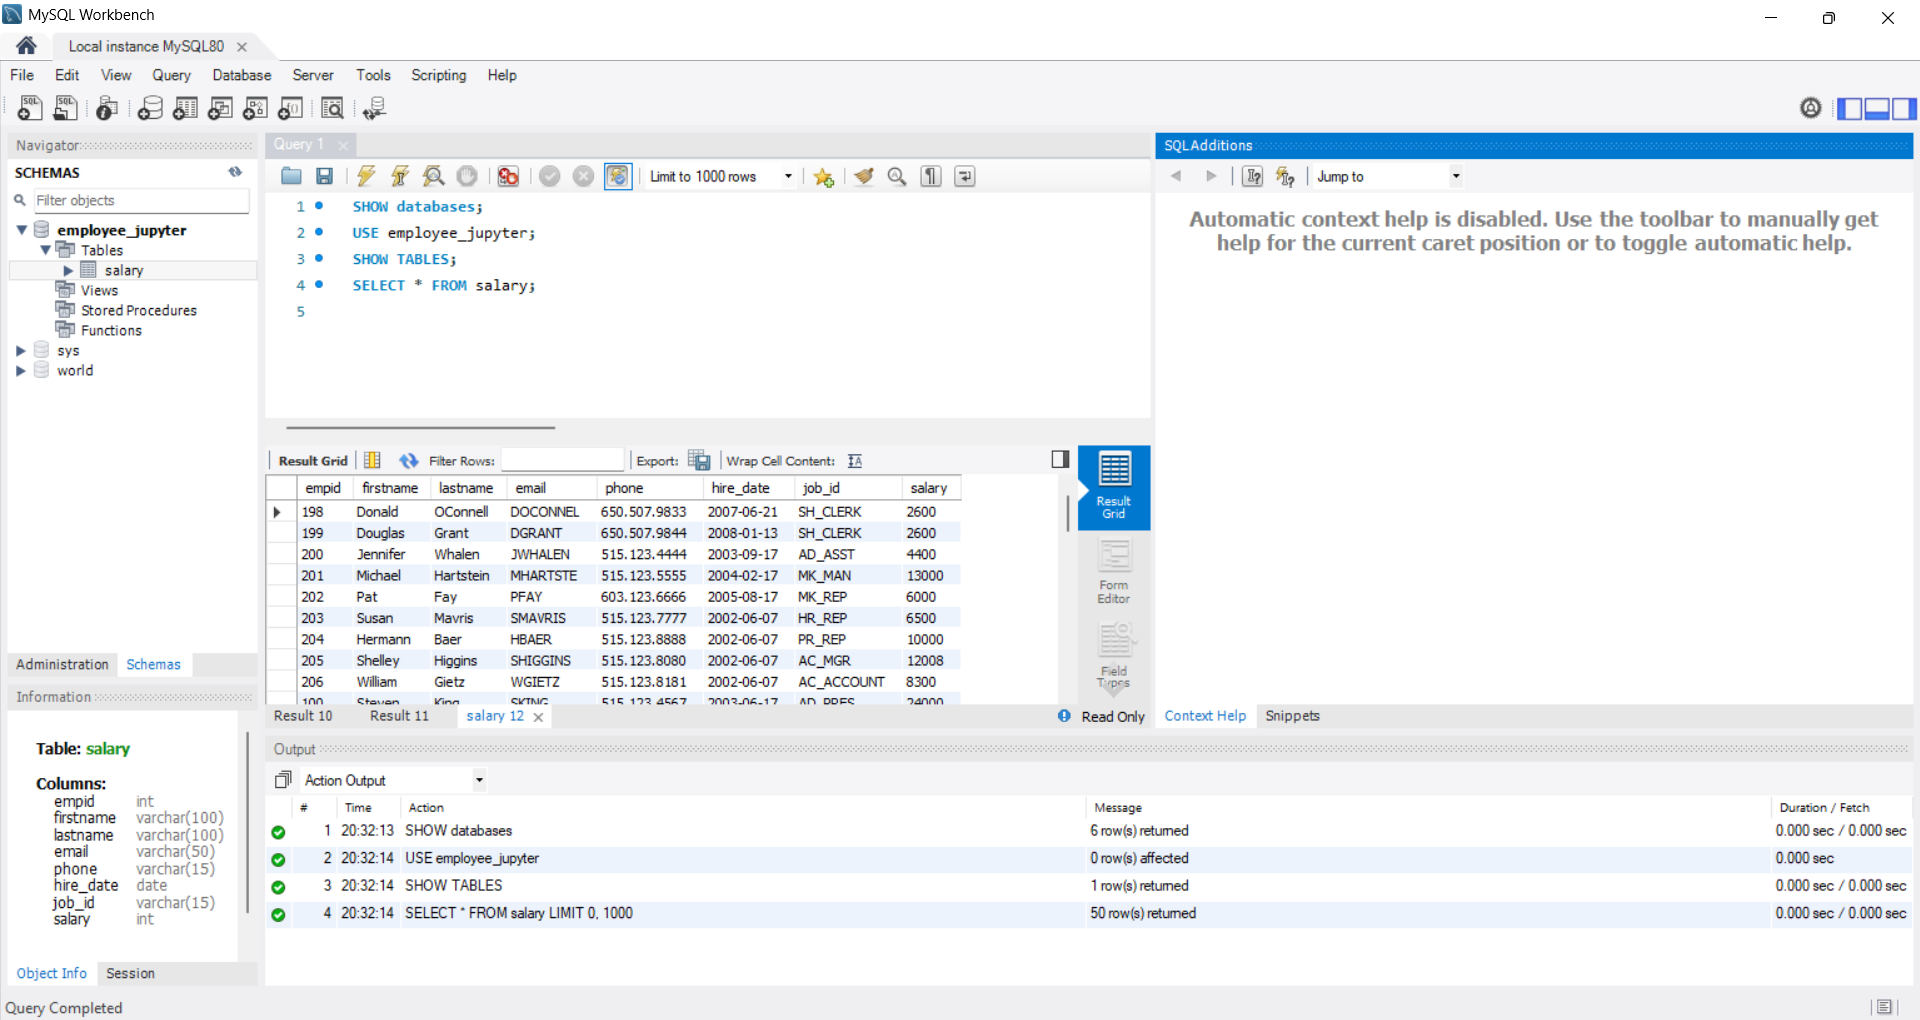 MySQL Workbench
Local instance MySQL80
File Edit View Query Database Server Tools Scripting Help
Navigator
SCHEMAS
Filter objects
employee_jupyter
Tables
salary
Views
Stored Procedures
Functions
sys
world
Administration Schemas
Information
Table: salary
Columns:
empid int
firstname varchar(100)
lastname varchar(100)
email varchar(50)
phone varchar(15)
hire_date date
job_id varchar(15)
salary int
Object Info Session
Query 1
Limit to 1000 rows
1 SHOW databases;
2 USE employee_jupyter;
3 SHOW TABLES;
4 SELECT * FROM salary;
5
Result Grid Filter Rows: Export: Wrap Cell Content:
empid firstname lastname email phone hire_date job_id salary
198 Donald OConnell DOCONNEL 650.507.9833 2007-06-21 SH_CLERK 2600
199 Douglas Grant DGRANT 650.507.9844 2008-01-13 SH_CLERK 2600
200 Jennifer Whalen JWHALEN 515.123.4444 2003-09-17 AD_ASST 4400
201 Michael Hartstein MHARTSTE 515.123.5555 2004-02-17 MK_MAN 13000
202 Pat Fay PFAY 603.123.6666 2005-08-17 MK_REP 6000
203 Susan Mavris SMAVRIS 515.123.7777 2002-06-07 HR_REP 6500
204 Hermann Baer HBAER 515.123.8888 2002-06-07 PR_REP 10000
205 Shelley Higgins SHIGGINS 515.123.8080 2002-06-07 AC_MGR 12008
206 William Gietz WGIETZ 515.123.8181 2002-06-07 AC_ACCOUNT 8300
100 Steven King SKING 515.123.4567 2003-06-17 AD_PRES 24000
Result Grid
Form Editor
Field Types
Result 10 Result 11 salary 12 Read Only
SQLAdditions
Jump to
Automatic context help is disabled. Use the toolbar to manually get
help for the current caret position or to toggle automatic help.
Context Help Snippets
Output
Action Output
# Time Action Message Duration / Fetch
1 20:32:13 SHOW databases 6 row(s) returned 0.000 sec / 0.000 sec
2 20:32:14 USE employee_jupyter 0 row(s) affected 0.000 sec
3 20:32:14 SHOW TABLES 1 row(s) returned 0.000 sec / 0.000 sec
4 20:32:14 SELECT * FROM salary LIMIT 0, 1000 50 row(s) returned 0.000 sec / 0.000 sec
Query Completed